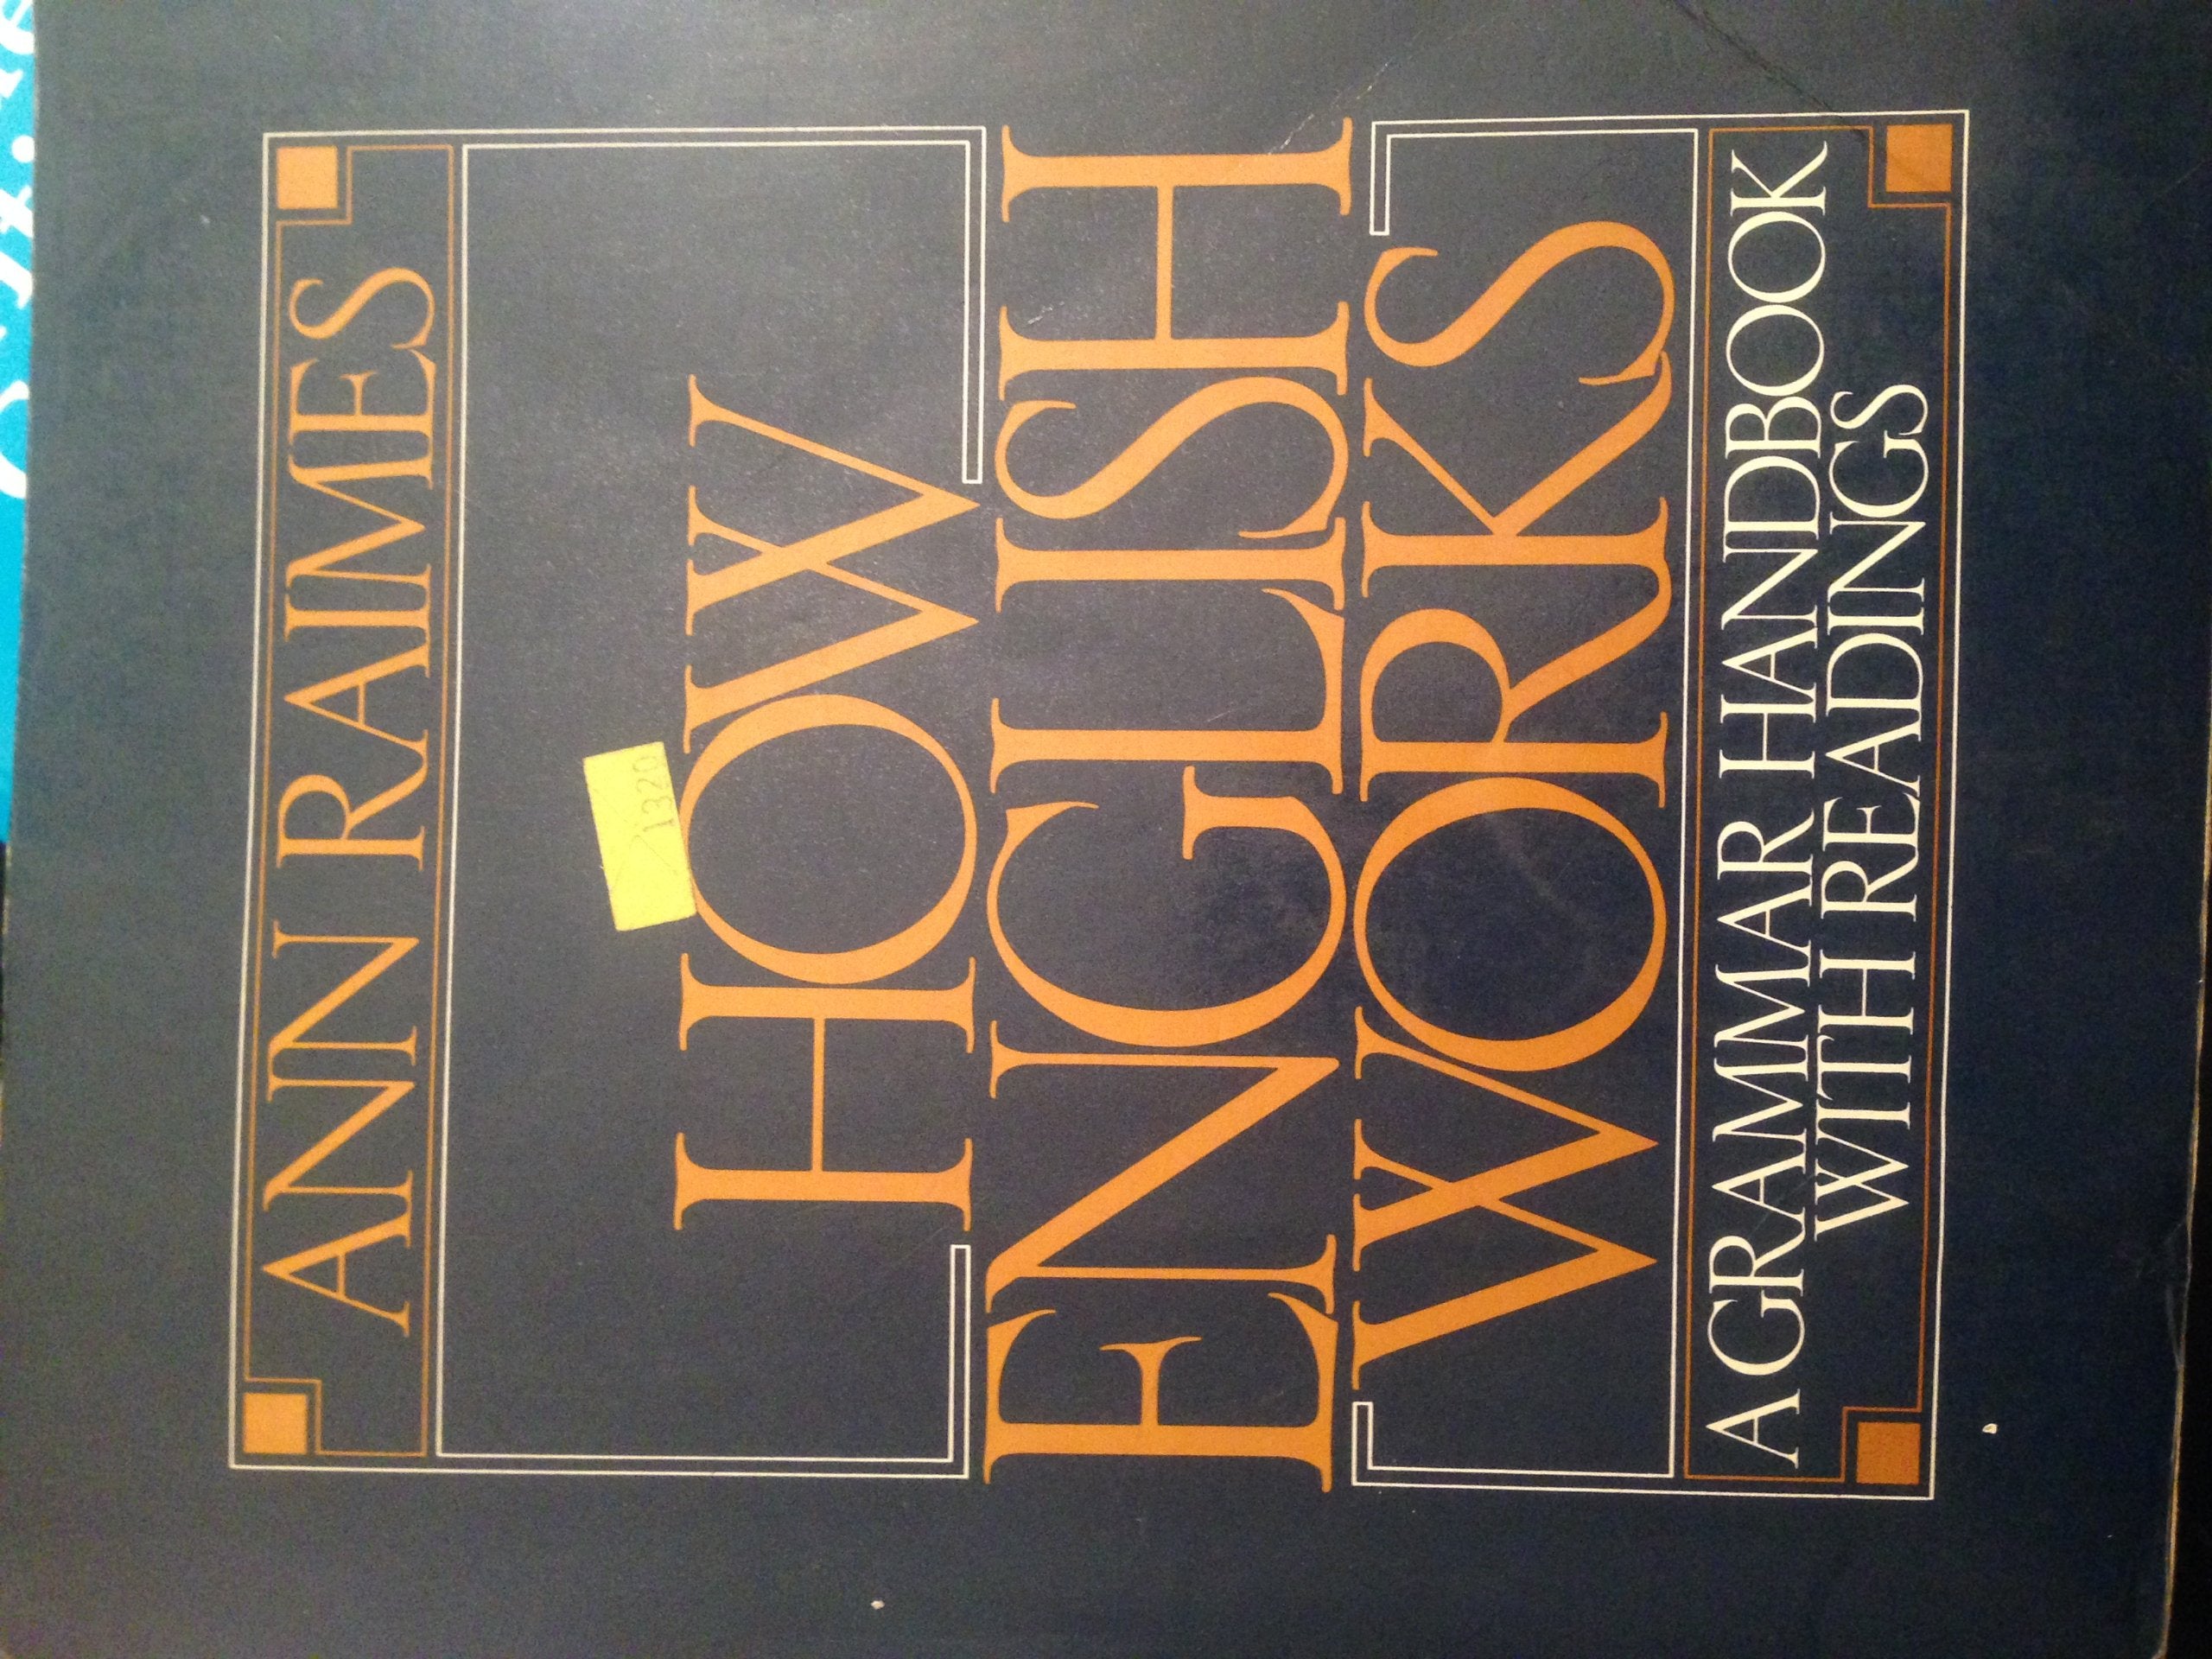 ANN RAIMES
1320
HOW
ENGLISH
WORKS
A GRAMMAR HANDBOOK
WITH READINGS